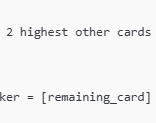 2 highest other cards
ker = [remaining_card]